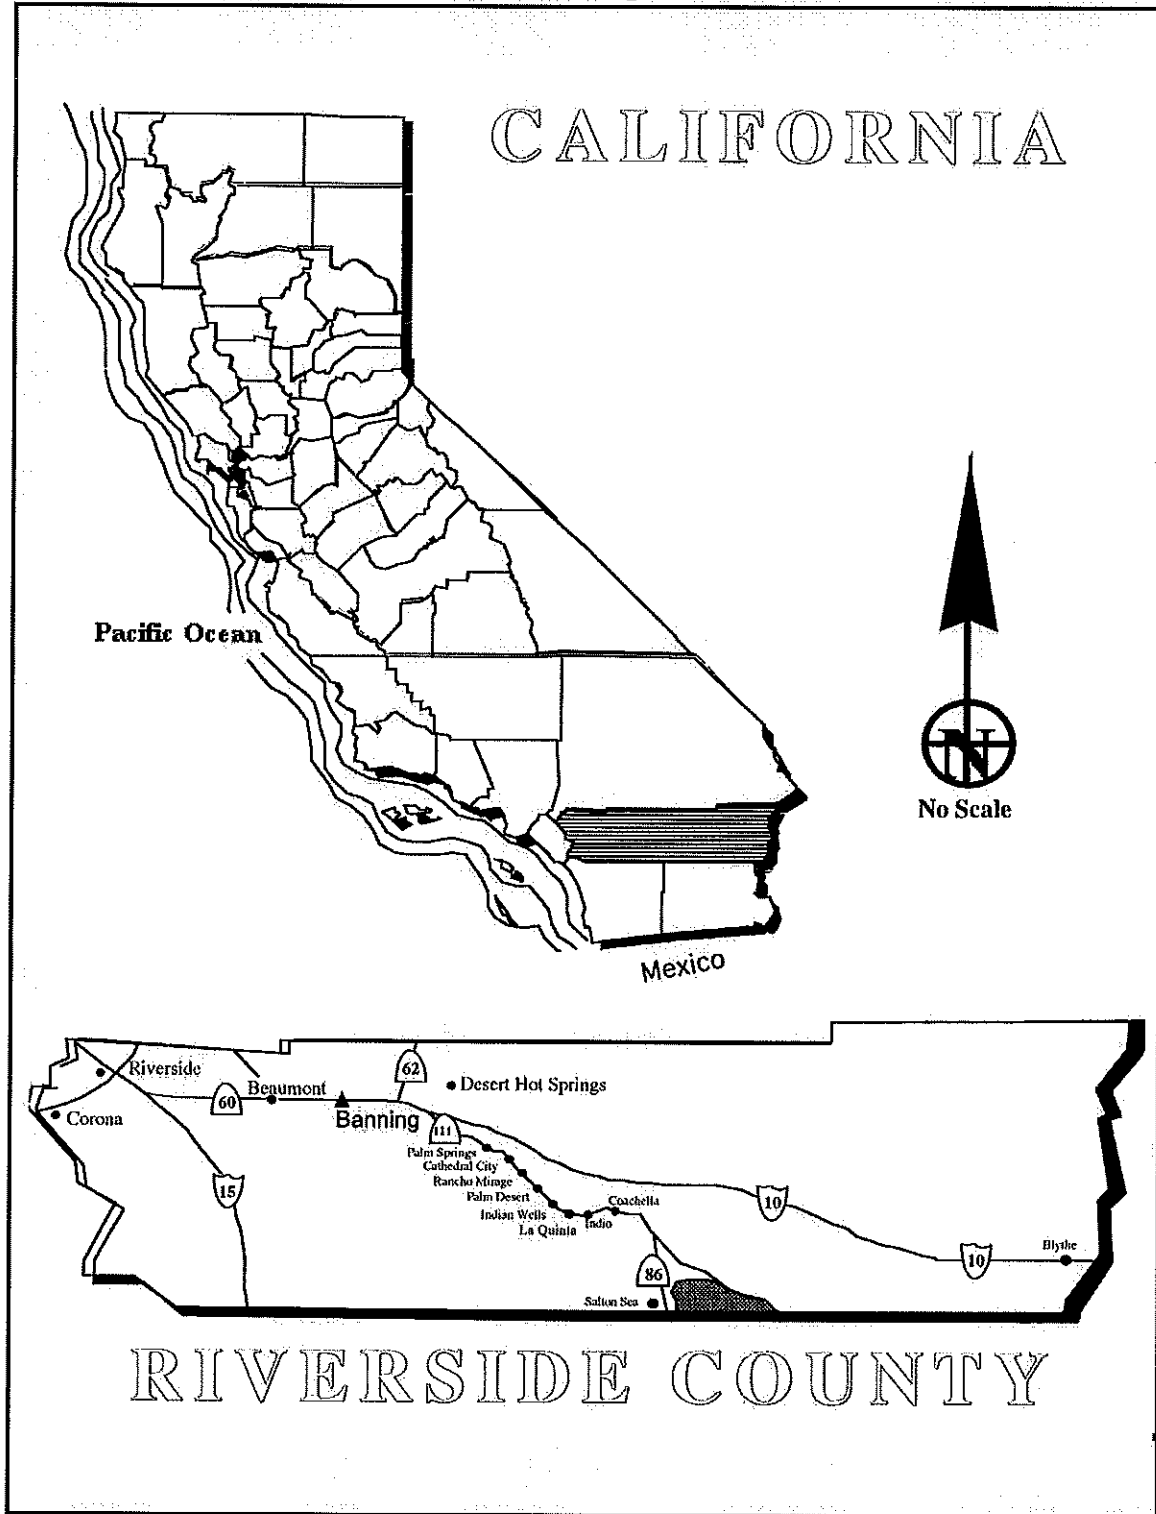 CALIFORNIA
Pacific Ocean
N
No Scale
Mexico
Riverside
62
Desert Hot Springs
Beaumont
60
Corona
Banning
111
Palm Springs
Cathedral City
Rancho Mirage
15
Palm Desert
Coachella
10
Indian Wells
Indio
La Quinta
Blythe
10
86
Salton Sea
RIVERSIDE COUNTY